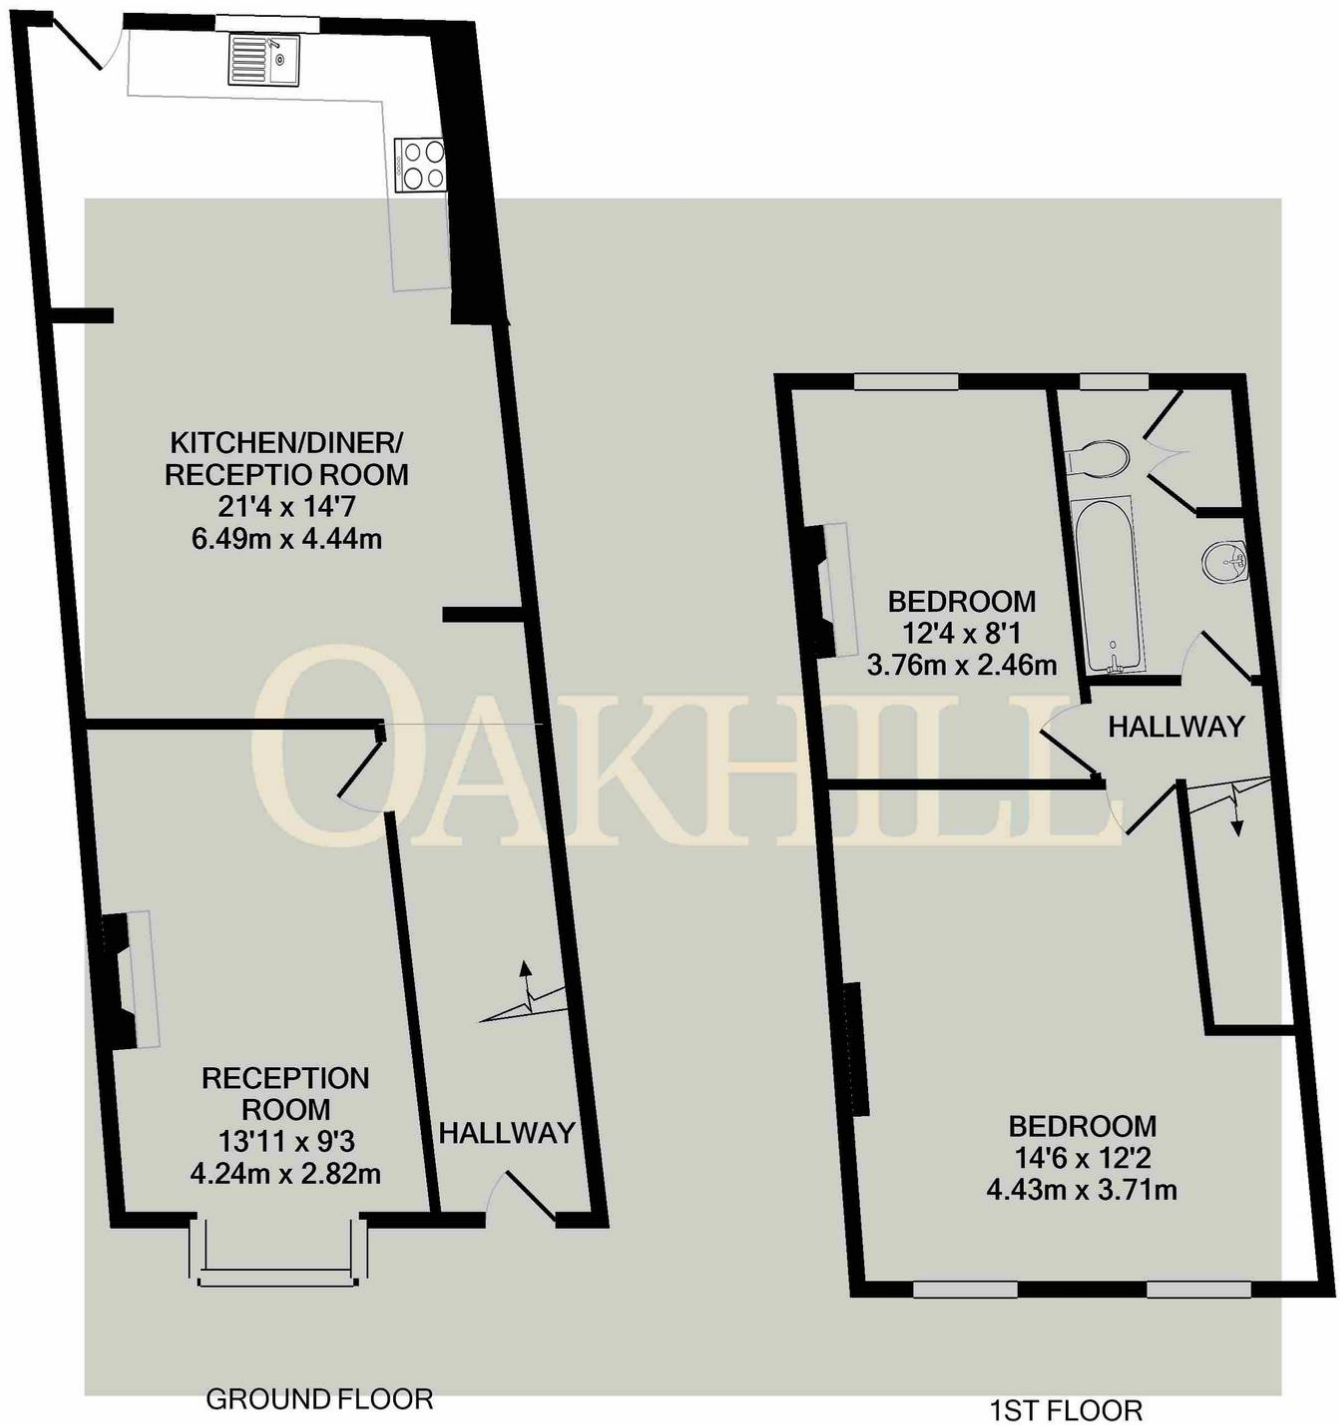 KITCHEN/DINER/
RECEPTIO ROOM
21'4 x 14'7
6.49m x 4.44m
BEDROOM
12'4 x 8'1
3.76m x 2.46m
HALLWAY
OAKHILL
RECEPTION
ROOM
13'11 x 9'3
4.24m x 2.82m
HALLWAY
BEDROOM
14'6 x 12'2
4.43m x 3.71m
GROUND FLOOR
1ST FLOOR